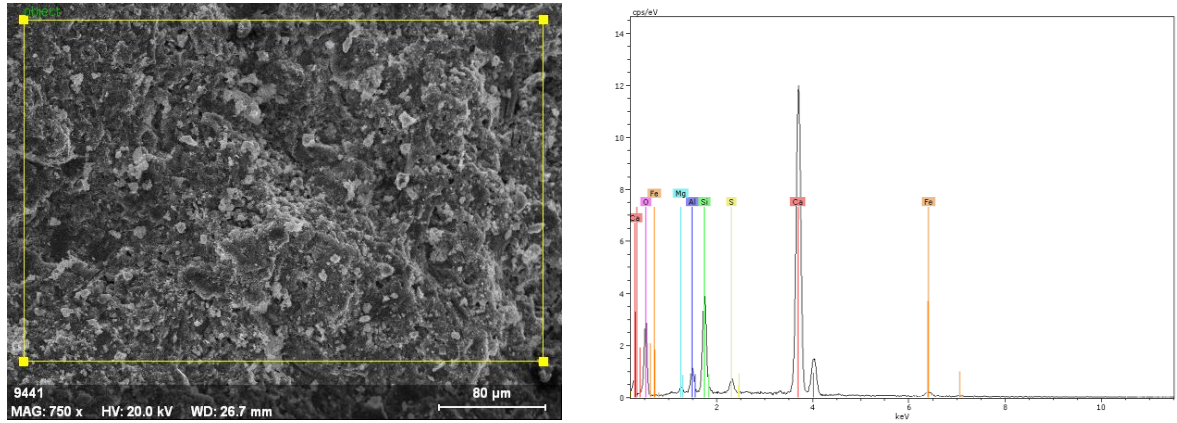 object
9441
80 µm
MAG: 750 x HV: 20.0 kV WD: 26.7 mm
cps/eV
14
12
10
8
6
4
2
0
Ca O Fe Mg Al Si S Ca Fe
2 4 6 8 10
keV